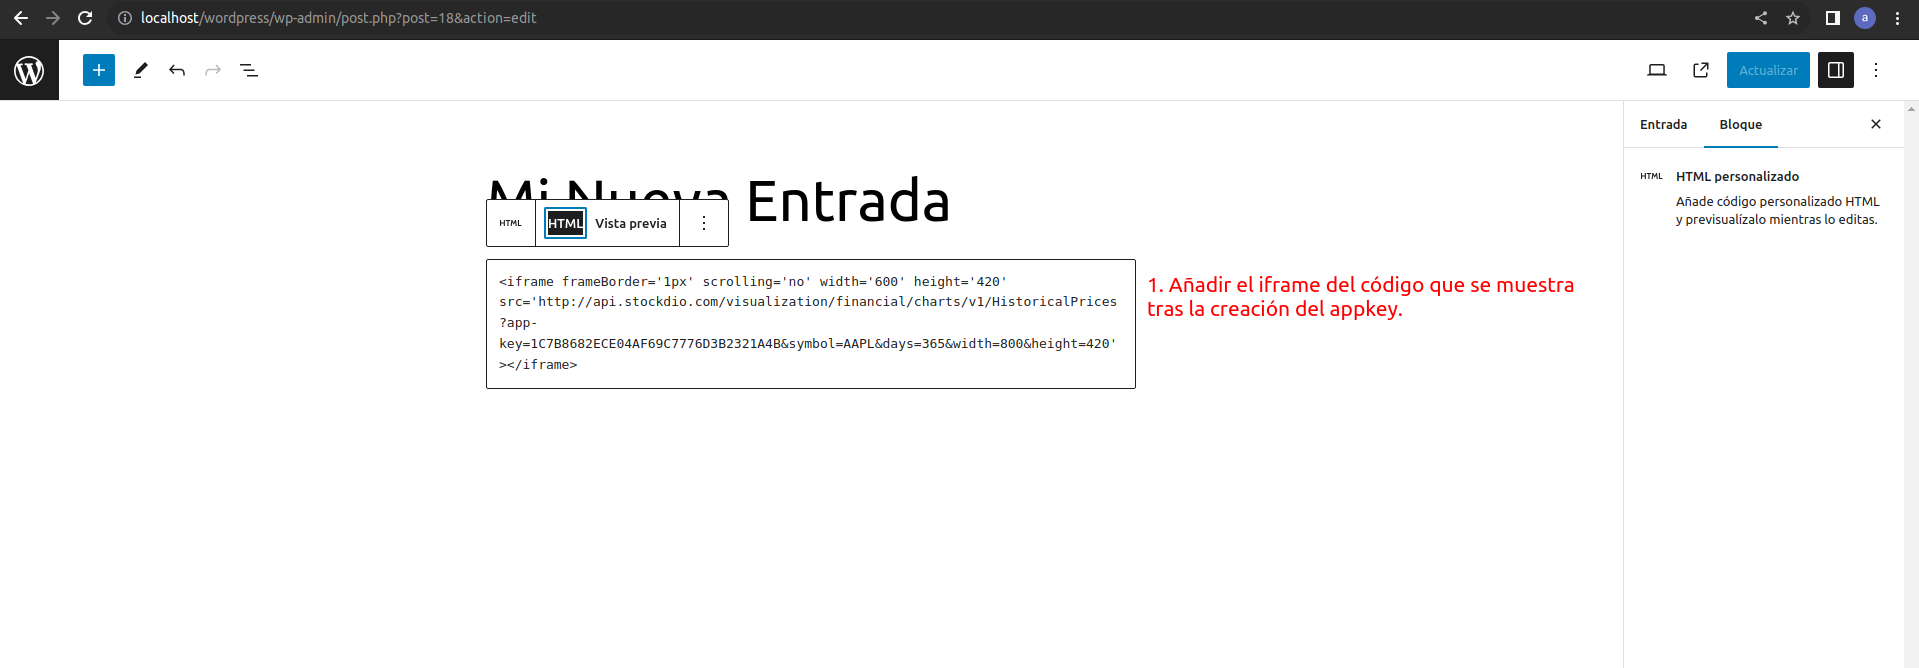 localhost/wordpress/wp-admin/post.php?post=18&action=edit
a
Actualizar
Entrada
Bloque
HTML
HTML personalizado
Añade código personalizado HTML
y previsualízalo mientras lo editas.
Mi Nueva Entrada
HTML
HTML
Vista previa
<iframe frameBorder='1px' scrolling='no' width='600' height='420'
src='http://api.stockdio.com/visualization/financial/charts/v1/HistoricalPrices
?app-
key=1C7B8682ECE04AF69C7776D3B2321A4B&symbol=AAPL&days=365&width=800&height=420'
></iframe>
1. Añadir el iframe del código que se muestra
tras la creación del appkey.